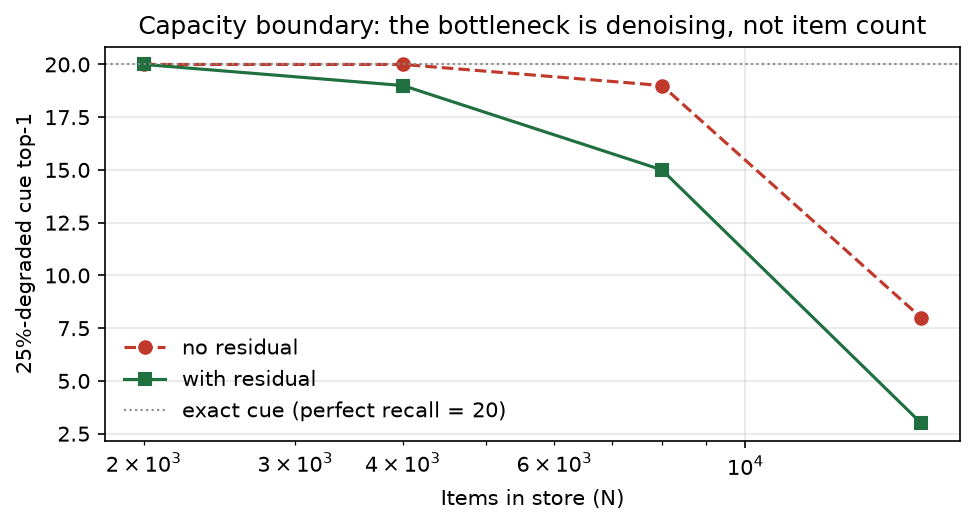 Capacity boundary: the bottleneck is denoising, not item count
25%-degraded cue top-1
20.0
17.5
15.0
12.5
10.0
7.5
5.0
2.5
no residual
with residual
exact cue (perfect recall = 20)
2 × 10³
3 × 10³
4 × 10³
6 × 10³
10⁴
Items in store (N)